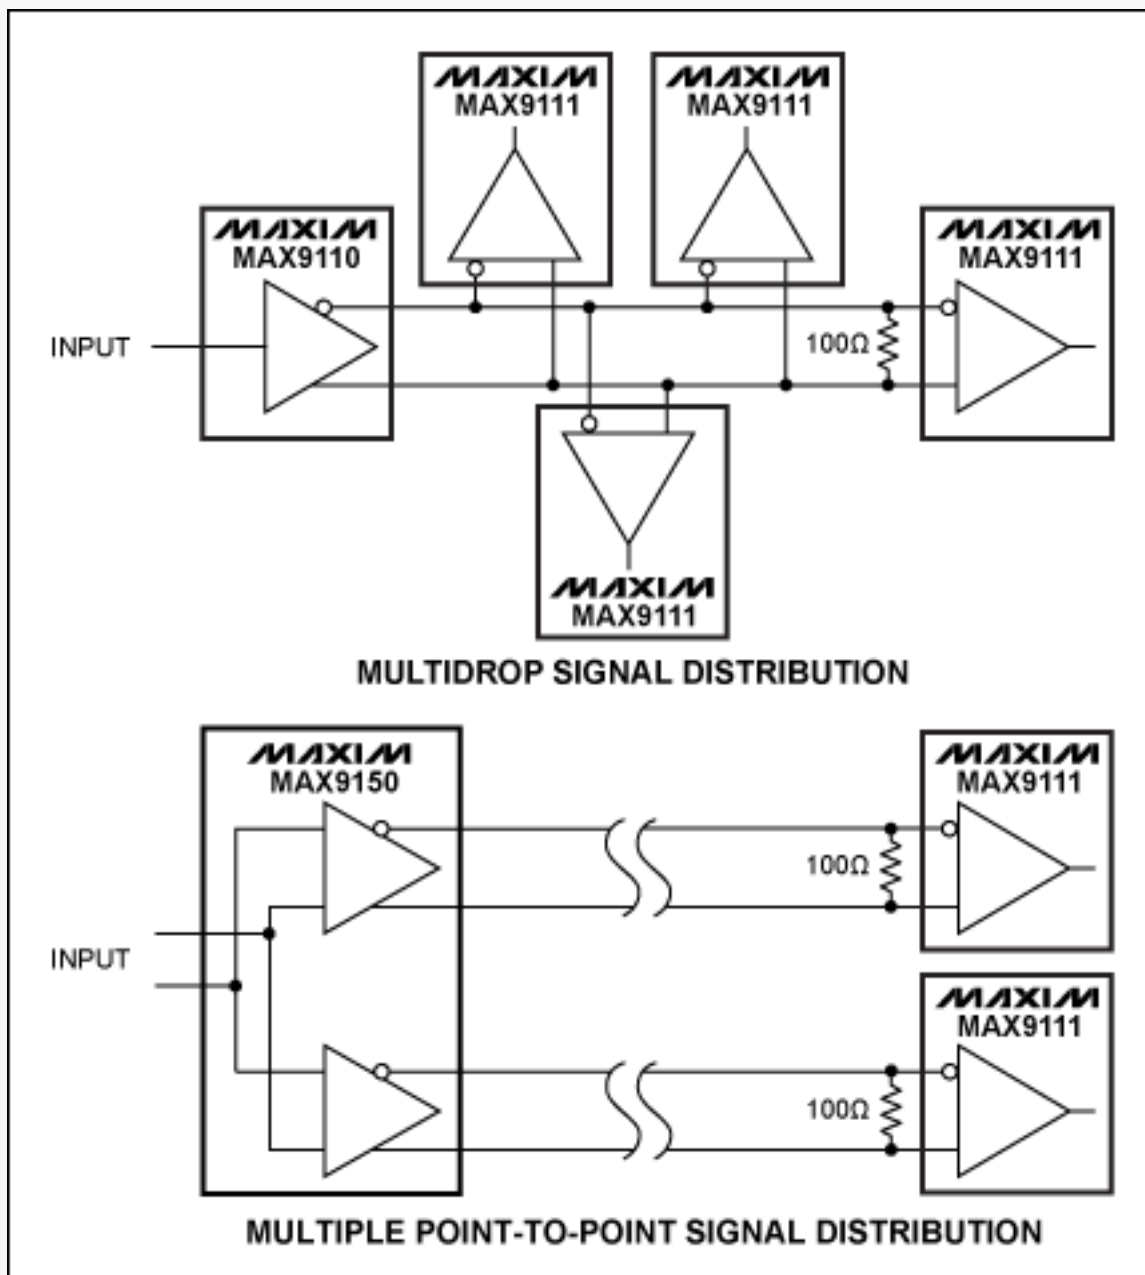 MAXIM
MAX9111
MAXIM
MAX9111
MAXIM
MAX9110
MAXIM
MAX9111
INPUT
100Ω
MAXIM
MAX9111
MULTIDROP SIGNAL DISTRIBUTION
MAXIM
MAX9150
MAXIM
MAX9111
100Ω
INPUT
MAXIM
MAX9111
100Ω
MULTIPLE POINT-TO-POINT SIGNAL DISTRIBUTION